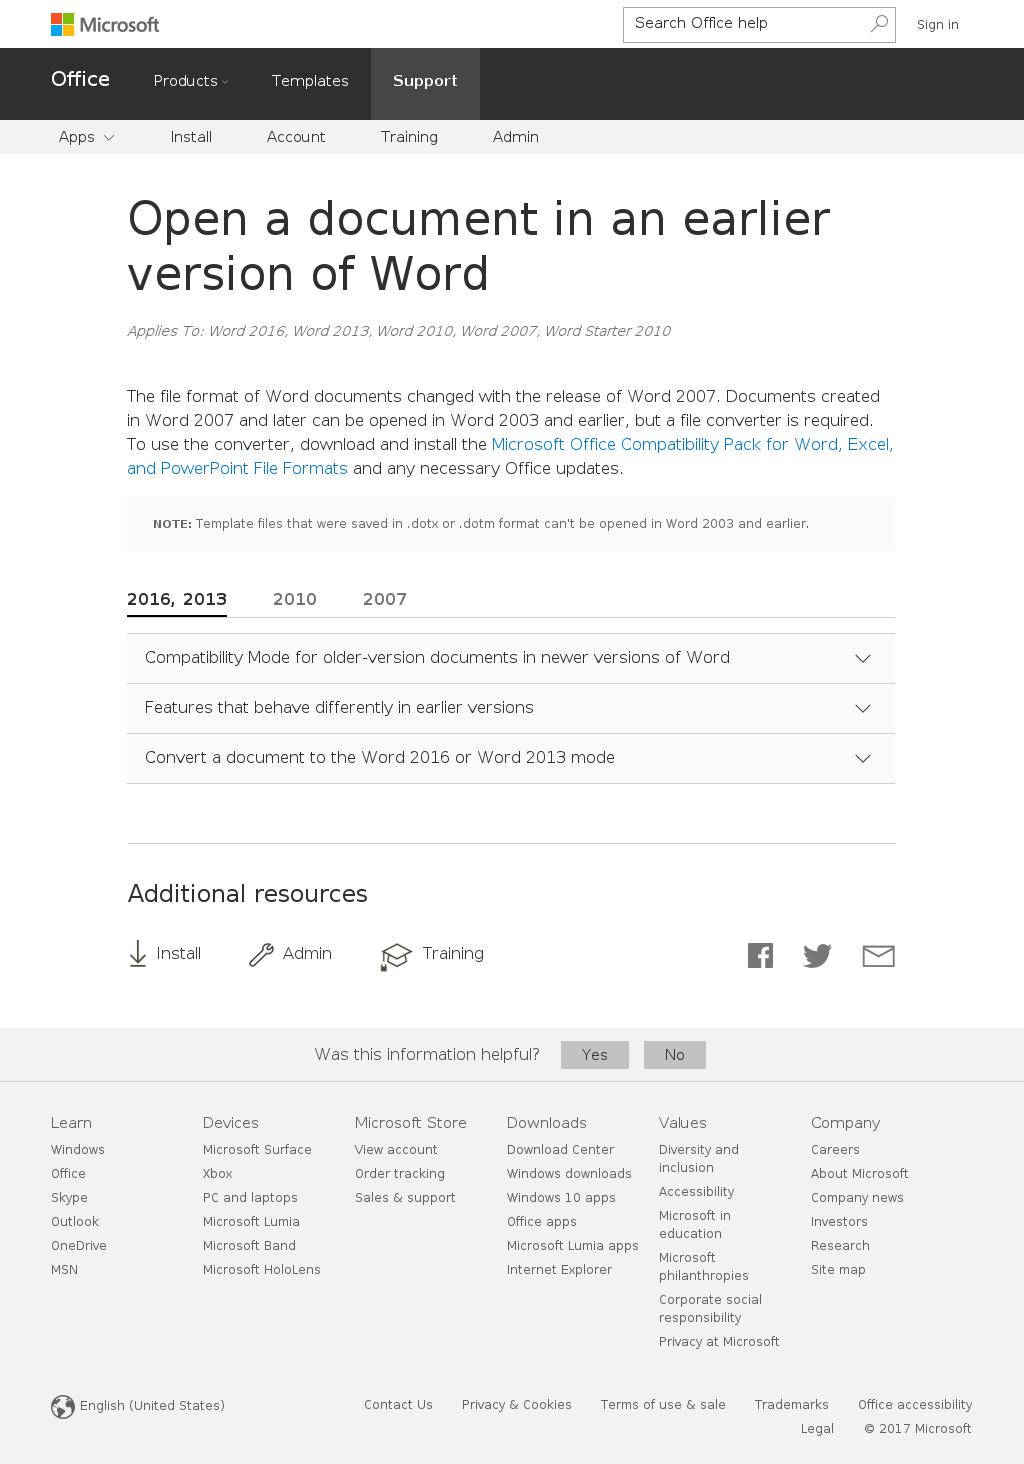 Microsoft
Search Office help
Sign in
Office
Products
Templates
Support
Apps
Install
Account
Training
Admin
Open a document in an earlier
version of Word
Applies To: Word 2016, Word 2013, Word 2010, Word 2007, Word Starter 2010
The file format of Word documents changed with the release of Word 2007. Documents created
in Word 2007 and later can be opened in Word 2003 and earlier, but a file converter is required.
To use the converter, download and install the Microsoft Office Compatibility Pack for Word, Excel,
and PowerPoint File Formats and any necessary Office updates.
NOTE: Template files that were saved in .dotx or .dotm format can't be opened in Word 2003 and earlier.
2016, 2013
2010
2007
Compatibility Mode for older-version documents in newer versions of Word
Features that behave differently in earlier versions
Convert a document to the Word 2016 or Word 2013 mode
Additional resources
Install
Admin
Training
Was this information helpful?
Yes
No
Learn
Windows
Office
Skype
Outlook
OneDrive
MSN
Devices
Microsoft Surface
Xbox
PC and laptops
Microsoft Lumia
Microsoft Band
Microsoft HoloLens
Microsoft Store
View account
Order tracking
Sales & support
Downloads
Download Center
Windows downloads
Windows 10 apps
Office apps
Microsoft Lumia apps
Internet Explorer
Values
Diversity and
inclusion
Accessibility
Microsoft in
education
Microsoft
philanthropies
Corporate social
responsibility
Privacy at Microsoft
Company
Careers
About Microsoft
Company news
Investors
Research
Site map
English (United States)
Contact Us
Privacy & Cookies
Terms of use & sale
Trademarks
Office accessibility
Legal
© 2017 Microsoft